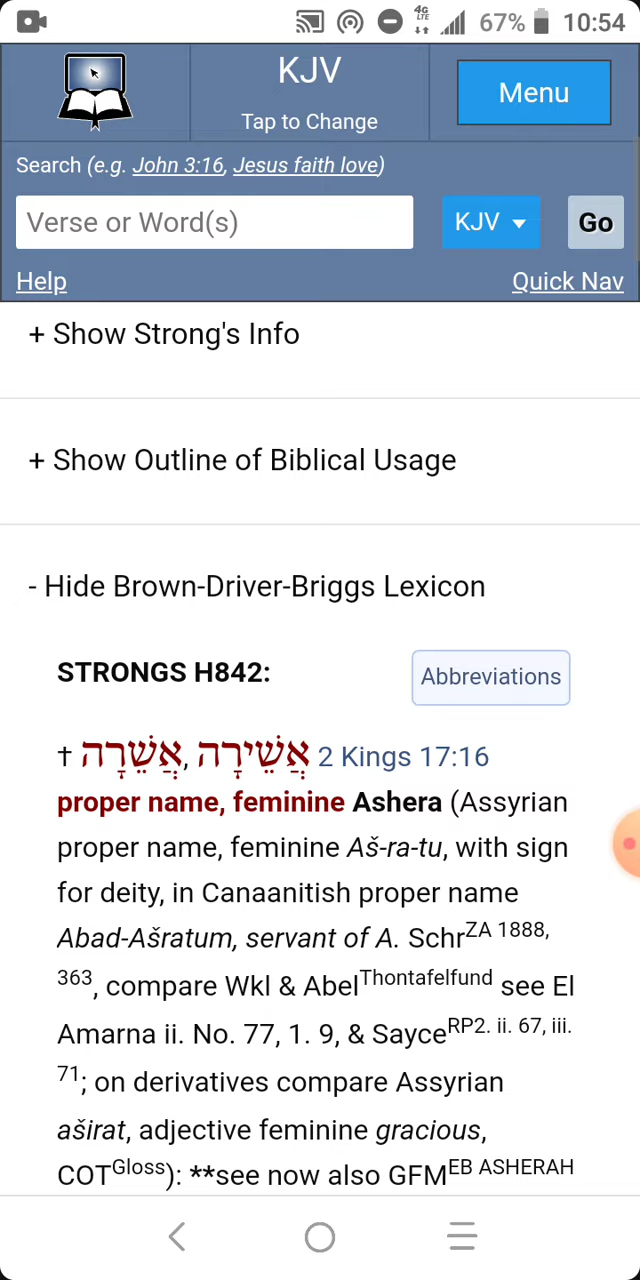 4G
LTE
67% 10:54
KJV
Tap to Change
Menu
Search (e.g. John 3:16, Jesus faith love)
Verse or Word(s)
KJV
Go
Help
Quick Nav
+ Show Strong's Info
+ Show Outline of Biblical Usage
- Hide Brown-Driver-Briggs Lexicon
STRONGS H842:
Abbreviations
† אֲשֵׁרָה, אֲשֵׁירָה 2 Kings 17:16
proper name, feminine Ashera (Assyrian
proper name, feminine Aš-ra-tu, with sign
for deity, in Canaanitish proper name
Abad-Ašratum, servant of A. Schr ZA 1888,
363, compare Wkl & Abel Thontafelfund see El
Amarna ii. No. 77, 1. 9, & Sayce RP2. ii. 67, iii.
71; on derivatives compare Assyrian
aširat, adjective feminine gracious,
COT Gloss): **see now also GFM EB ASHERAH